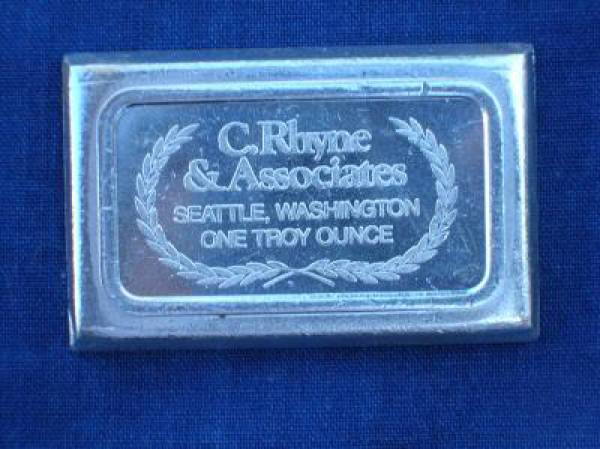 C.Rhyne
& Associates
SEATTLE, WASHINGTON
ONE TROY OUNCE